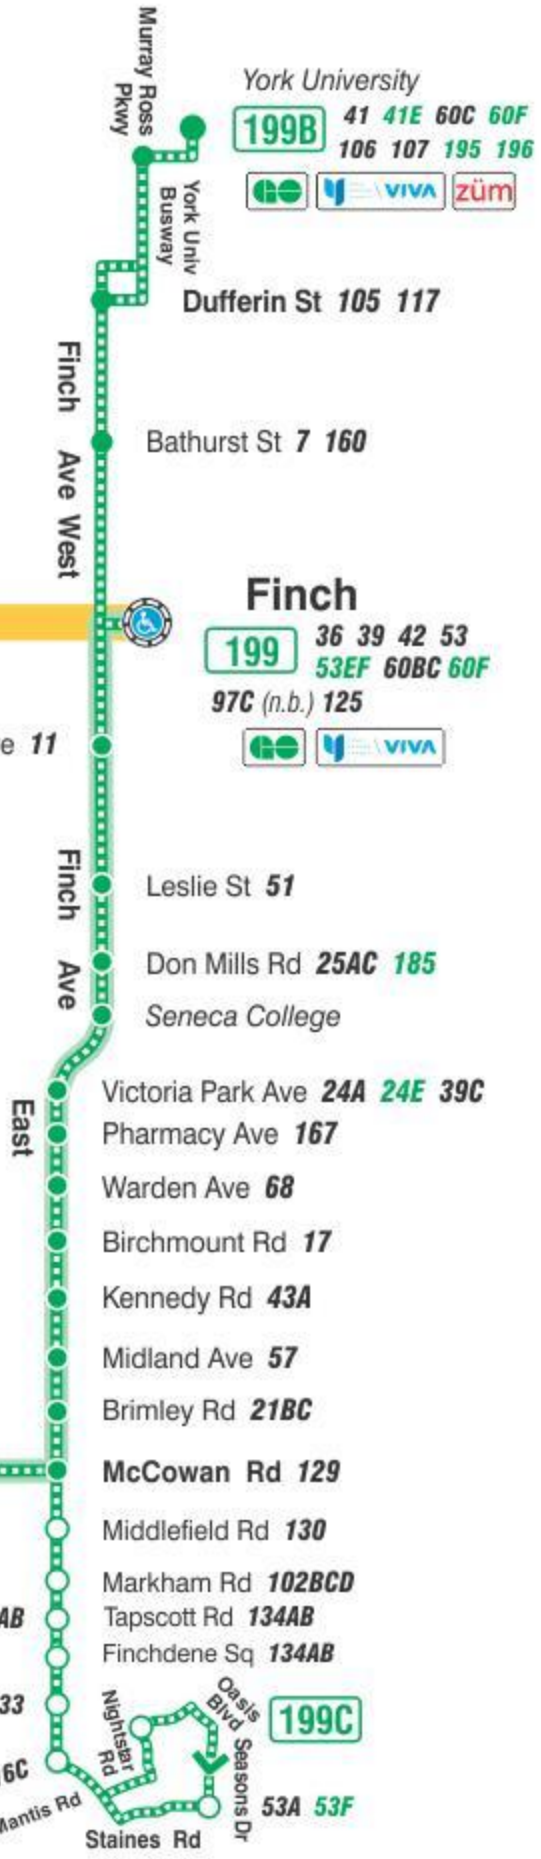 Murray Ross
Pkwy
York University
199B
41 41E 60C 60F
106 107 195 196
GO
VIVA
züm
York Univ
Busway
Dufferin St 105 117
Finch Ave West
Bathurst St 7 160
Finch
199
36 39 42 53
53EF 60BC 60F
97C (n.b.) 125
GO
VIVA
e 11
Finch Ave East
Leslie St 51
Don Mills Rd 25AC 185
Seneca College
Victoria Park Ave 24A 24E 39C
Pharmacy Ave 167
Warden Ave 68
Birchmount Rd 17
Kennedy Rd 43A
Midland Ave 57
Brimley Rd 21BC
McCowan Rd 129
Middlefield Rd 130
Markham Rd 102BCD
AB
Tapscott Rd 134AB
Finchdene Sq 134AB
33
Nightstar
Rd
Oasis
Blvd
199C
6C
Mantis Rd
Seasons Dr
53A 53F
Staines Rd